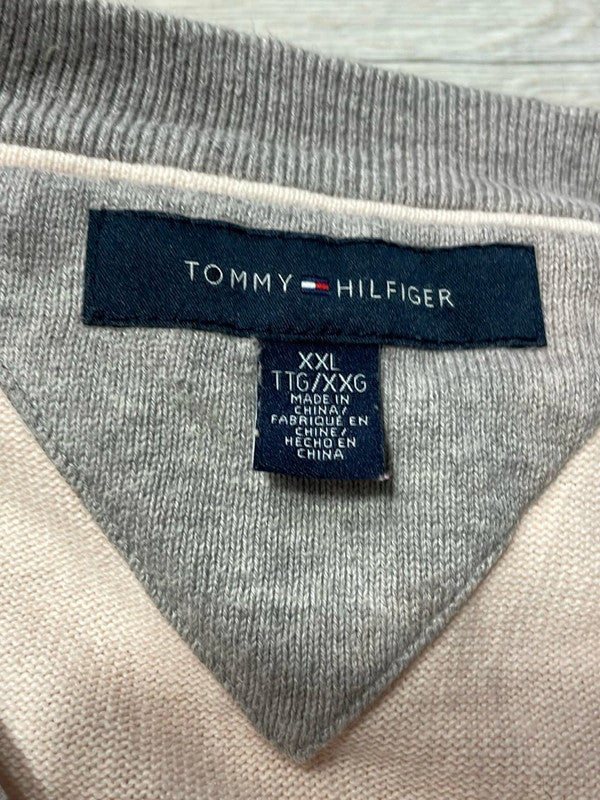 TOMMY HILFIGER
XXL
TTG/XXG
MADE IN
CHINA/
FABRIQUÉ EN
CHINE/
HECHO EN
CHINA